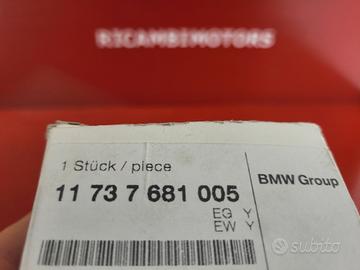 RICAMBIMOTORS
1 Stück / piece
11 73 7 681 005
EG Y
EW Y
BMW Group
subito